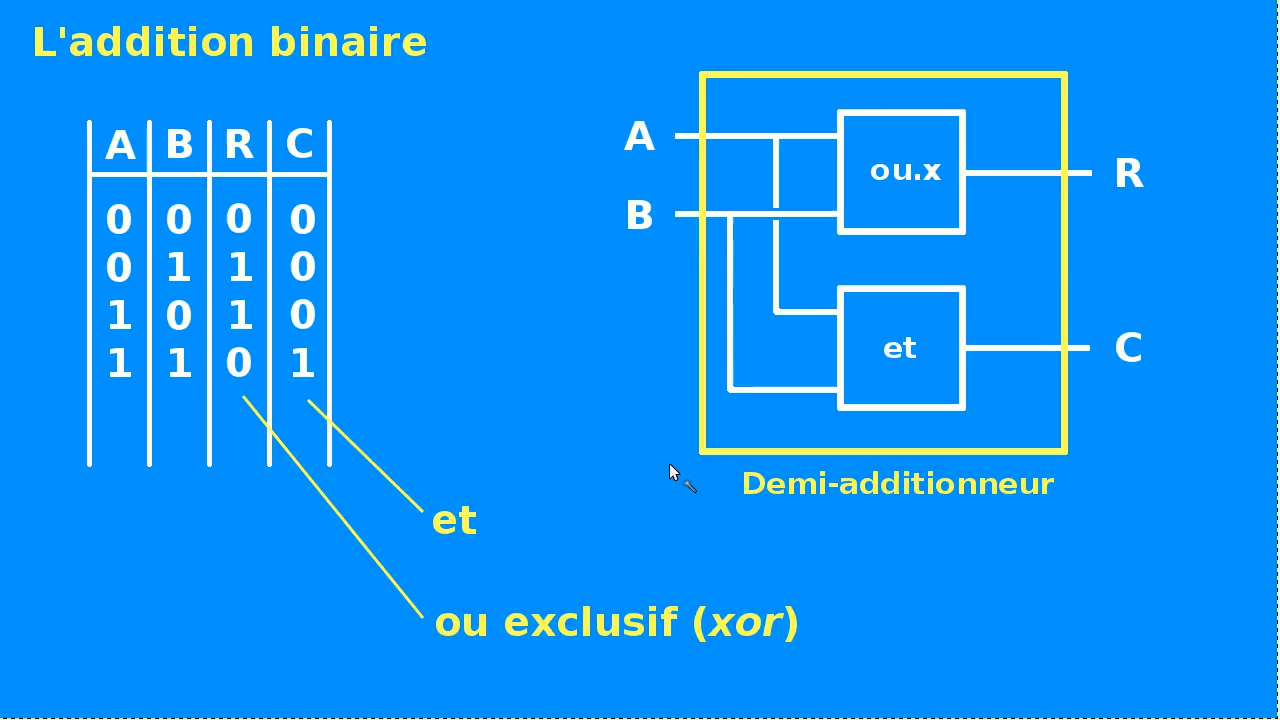 L'addition binaire
A B R C
0 0 0 0
0 1 1 0
1 0 1 0
1 1 0 1
et
ou exclusif (xor)
A
B
ou.x
R
et
C
Demi-additionneur